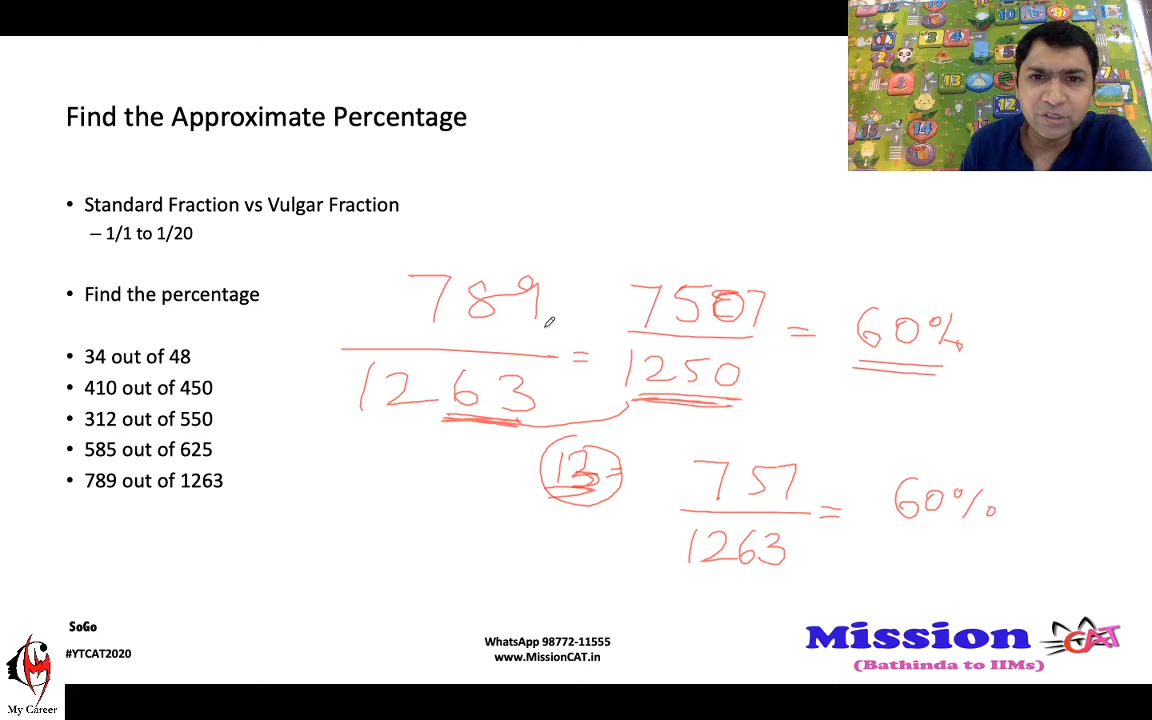 Find the Approximate Percentage
• Standard Fraction vs Vulgar Fraction
– 1/1 to 1/20
• Find the percentage
• 34 out of 48
• 410 out of 450
• 312 out of 550
• 585 out of 625
• 789 out of 1263
789
1263
=
1250
= 60%
13 =
757
1263
= 60%
SoGo
#YTCAT2020
My Career
WhatsApp 98772-11555
www.MissionCAT.in
Mission CAT
(Bathinda to IIMs)